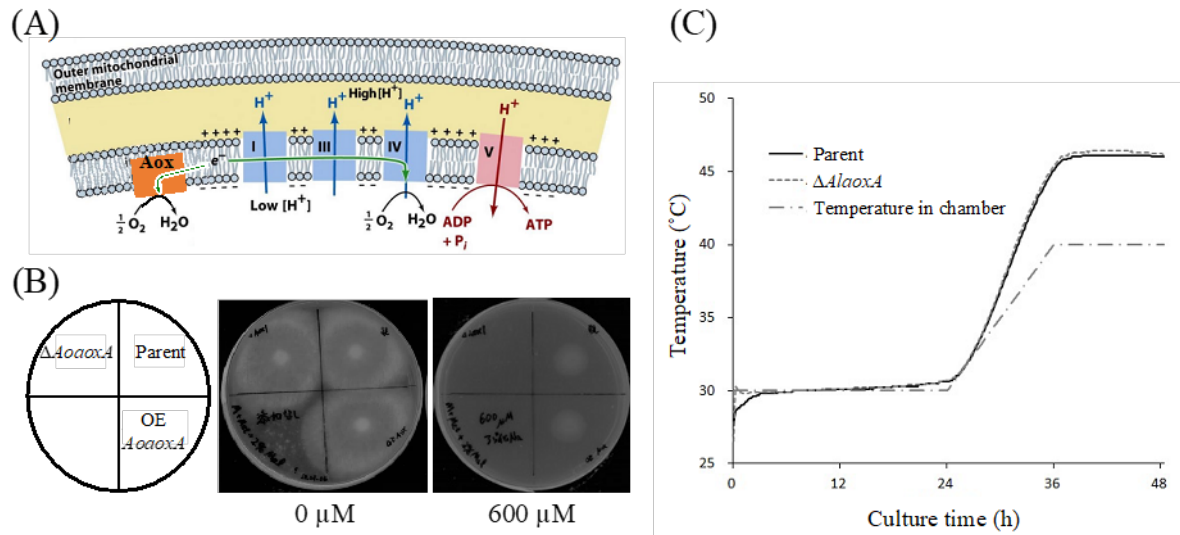 (A)
Outer mitochondrial
membrane
H⁺
H⁺
High [H⁺]
H⁺
H⁺
++++
++
++
++++
+++
Aox
e⁻
I
III
IV
V
Low [H⁺]
½ O₂
H₂O
½ O₂
H₂O
ADP
+ Pᵢ
ATP
(B)
ΔAoaoxA
Parent
OE
AoaoxA
600 μM
0 μM
600 μM
(C)
Temperature (˚C)
50
45
40
35
30
25
Parent
ΔAlaoxA
Temperature in chamber
0
12
24
36
48
Culture time (h)